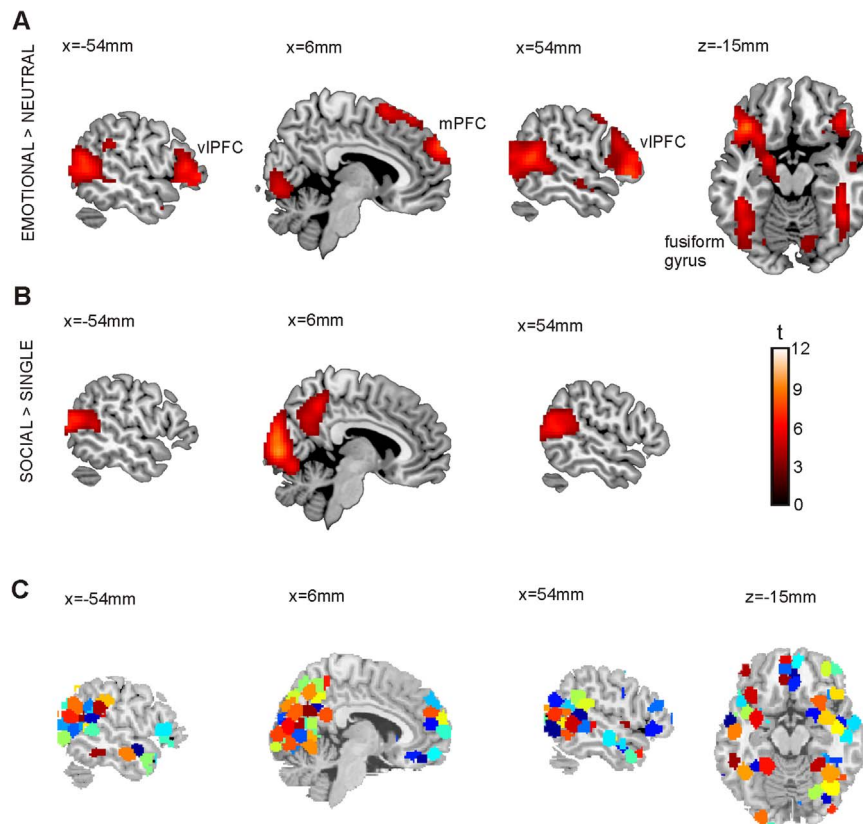 A
EMOTIONAL > NEUTRAL
x=-54mm
x=6mm
x=54mm
z=-15mm
vlPFC
mPFC
vlPFC
fusiform
gyrus
B
SOCIAL > SINGLE
x=-54mm
x=6mm
x=54mm
t
12
9
6
3
0
C
x=-54mm
x=6mm
x=54mm
z=-15mm